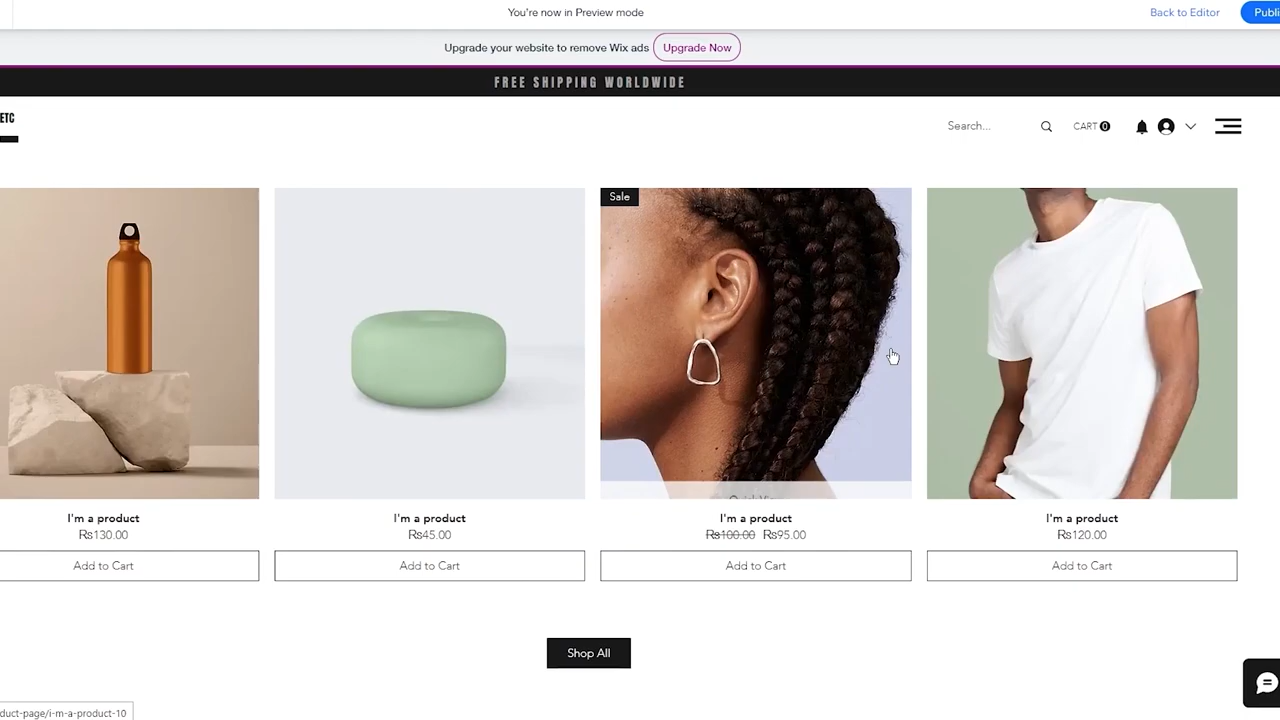 You're now in Preview mode
Back to Editor
Upgrade your website to remove Wix ads
Upgrade Now
FREE SHIPPING WORLDWIDE
ETC
Search...
CART 0
Sale
I'm a product
Rs130.00
Add to Cart
I'm a product
Rs45.00
Add to Cart
I'm a product
Rs100.00 Rs95.00
Add to Cart
I'm a product
Rs120.00
Add to Cart
Shop All
duct-page/i-m-a-product-10